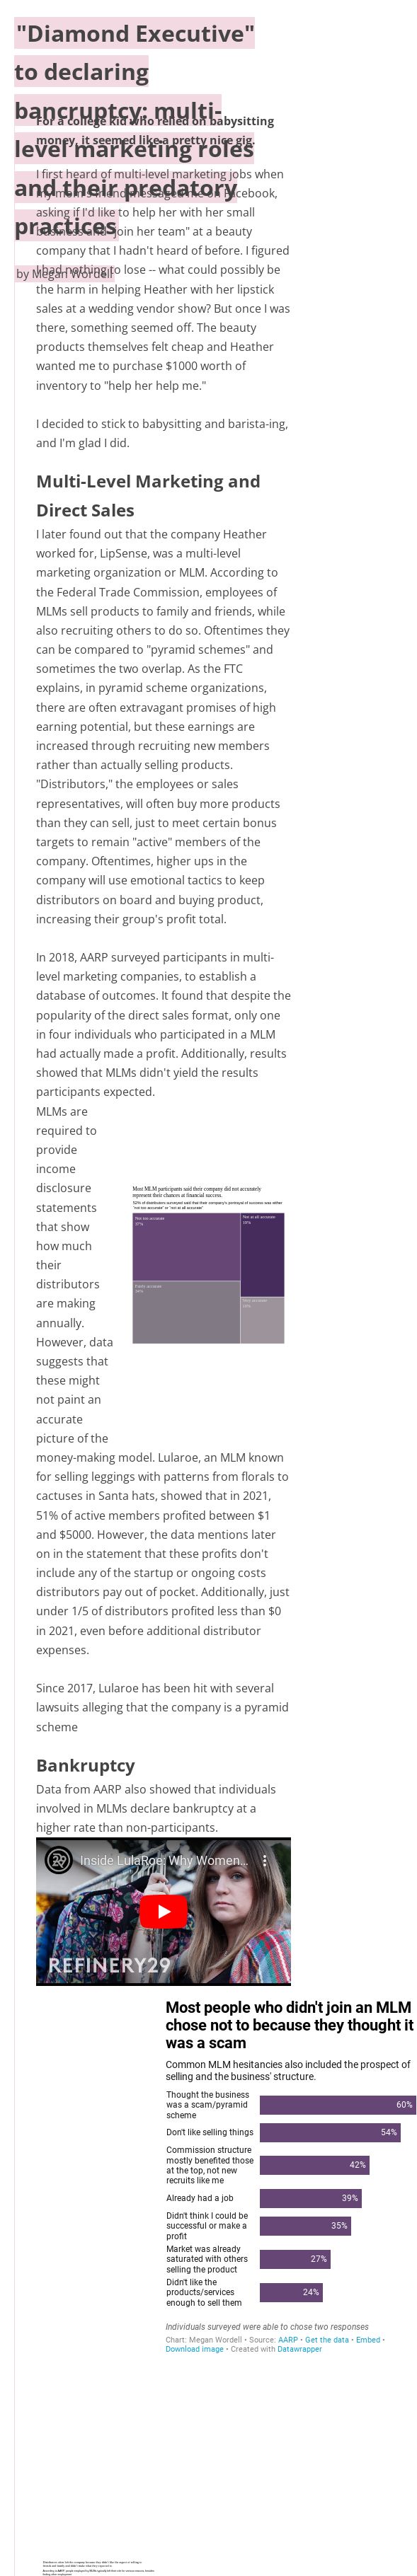 "Diamond Executive"
to declaring
bancruptcy: multi-
level marketing roles
and their predatory
practices
by Megan Wordell
For a college kid who relied on babysitting
money, it seemed like a pretty nice gig.
I first heard of multi-level marketing jobs when
my mom's friend messaged me on Facebook,
asking if I'd like to help her with her small
business and "join her team" at a beauty
company that I hadn't heard of before. I figured
I had nothing to lose -- what could possibly be
the harm in helping Heather with her lipstick
sales at a wedding vendor show? But once I was
there, something seemed off. The beauty
products themselves felt cheap and Heather
wanted me to purchase $1000 worth of
inventory to "help her help me."
I decided to stick to babysitting and barista-ing,
and I'm glad I did.
Multi-Level Marketing and
Direct Sales
I later found out that the company Heather
worked for, LipSense, was a multi-level
marketing organization or MLM. According to
the Federal Trade Commission, employees of
MLMs sell products to family and friends, while
also recruiting others to do so. Oftentimes they
can be compared to "pyramid schemes" and
sometimes the two overlap. As the FTC
explains, in pyramid scheme organizations,
there are often extravagant promises of high
earning potential, but these earnings are
increased through recruiting new members
rather than actually selling products.
"Distributors," the employees or sales
representatives, will often buy more products
than they can sell, just to meet certain bonus
targets to remain "active" members of the
company. Oftentimes, higher ups in the
company will use emotional tactics to keep
distributors on board and buying product,
increasing their group's profit total.
In 2018, AARP surveyed participants in multi-
level marketing companies, to establish a
database of outcomes. It found that despite the
popularity of the direct sales format, only one
in four individuals who participated in a MLM
had actually made a profit. Additionally, results
showed that MLMs didn't yield the results
participants expected.
MLMs are
required to
provide
income
disclosure
statements
that show
how much
their
distributors
are making
annually.
However, data
suggests that
these might
not paint an
accurate
picture of the
Most MLM participants said their company did not accurately
represent their chances at financial success.
52% of distributors surveyed said that their company's portrayal of success was either
"not too accurate" or "not at all accurate"
Not too accurate
Not at all accurate
Fairly accurate
Very accurate
money-making model. Lularoe, an MLM known
for selling leggings with patterns from florals to
cactuses in Santa hats, showed that in 2021,
51% of active members profited between $1
and $5000. However, the data mentions later
on in the statement that these profits don't
include any of the startup or ongoing costs
distributors pay out of pocket. Additionally, just
under 1/5 of distributors profited less than $0
in 2021, even before additional distributor
expenses.
Since 2017, Lularoe has been hit with several
lawsuits alleging that the company is a pyramid
scheme
Bankruptcy
Data from AARP also showed that individuals
involved in MLMs declare bankruptcy at a
higher rate than non-participants.
Inside LulaRoe: Why Women...
REFINERY29
Most people who didn't join an MLM
chose not to because they thought it
was a scam
Common MLM hesitancies also included the prospect of
selling and the business' structure.
Thought the business
was a scam/pyramid
scheme
60%
Don't like selling things
54%
Commission structure
mostly benefited those
at the top, not new
recruits like me
42%
Already had a job
39%
Didn't think I could be
successful or make a
profit
35%
Market was already
saturated with others
selling the product
27%
Didn't like the
products/services
enough to sell them
24%
Individuals surveyed were able to chose two responses
Chart: Megan Wordell • Source: AARP • Get the data • Embed •
Download image • Created with Datawrapper